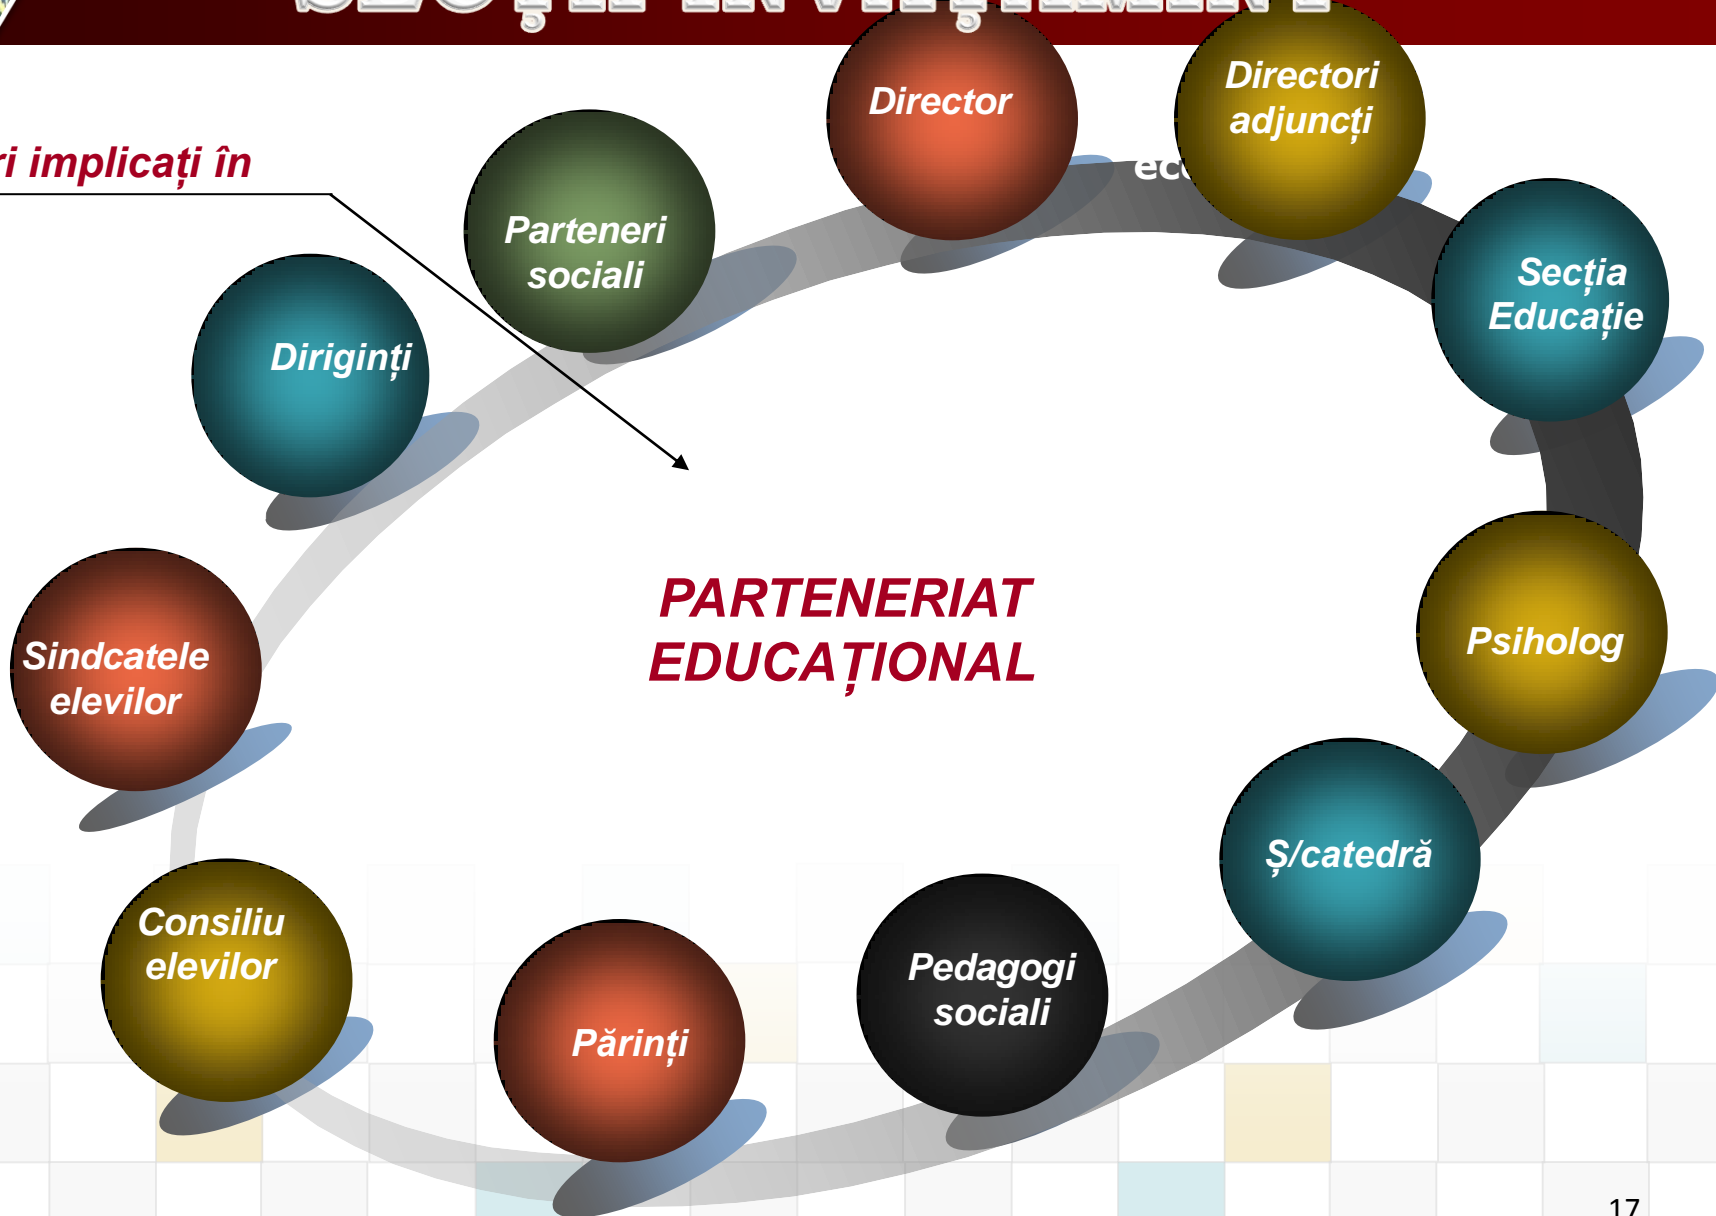 ri implicați în
Director
Directori
adjuncți
Parteneri
sociali
Secția
Educație
Diriginți
PARTENERIAT
EDUCAȚIONAL
Sindcatele
elevilor
Psiholog
Ș/catedră
Consiliu
elevilor
Pedagogi
sociali
Părinți
17